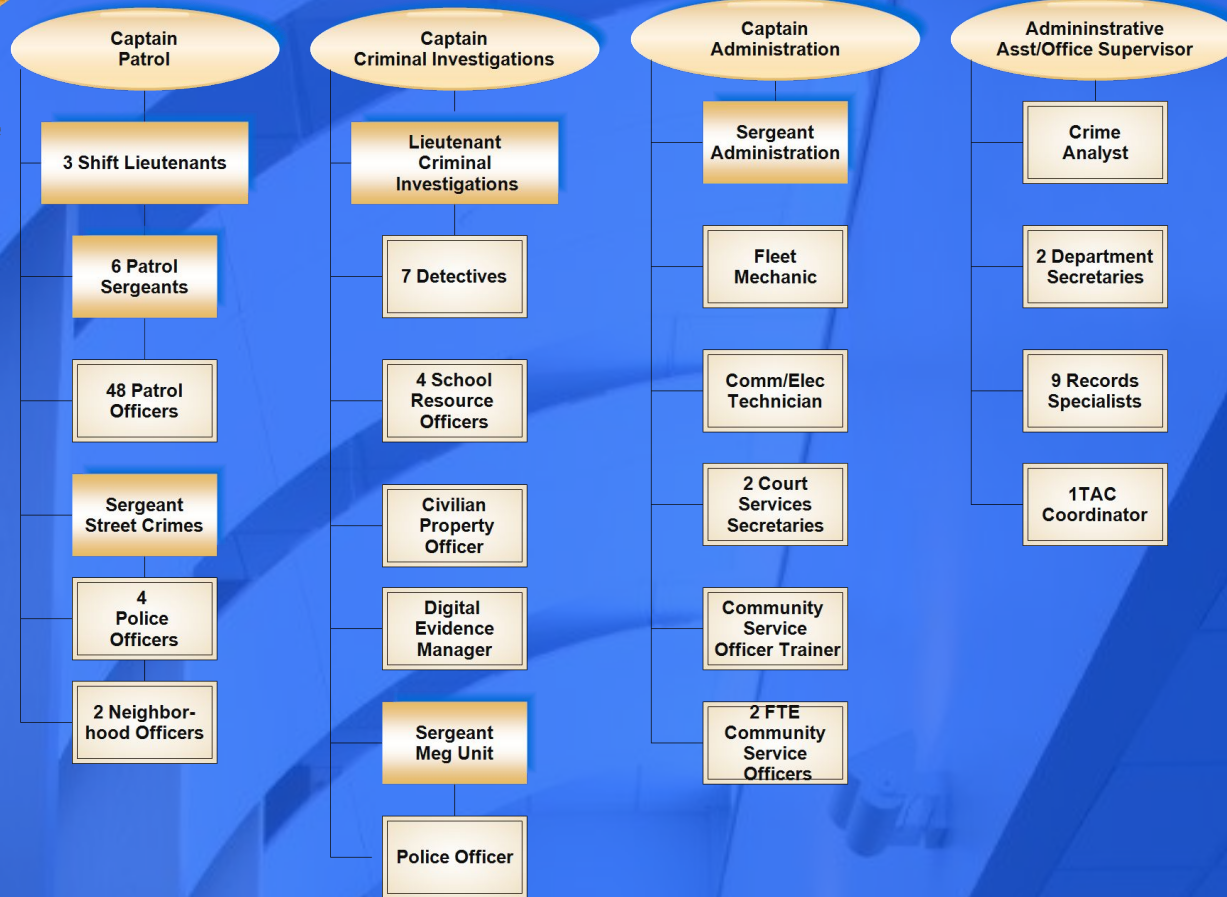 Captain
Patrol
3 Shift Lieutenants
6 Patrol
Sergeants
48 Patrol
Officers
Sergeant
Street Crimes
4
Police
Officers
2 Neighbor-
hood Officers
Captain
Criminal Investigations
Lieutenant
Criminal
Investigations
7 Detectives
4 School
Resource
Officers
Civilian
Property
Officer
Digital
Evidence
Manager
Sergeant
Meg Unit
Police Officer
Captain
Administration
Sergeant
Administration
Fleet
Mechanic
Comm/Elec
Technician
2 Court
Services
Secretaries
Community
Service
Officer Trainer
2 FTE
Community
Service
Officers
Admininstrative
Asst/Office Supervisor
Crime
Analyst
2 Department
Secretaries
9 Records
Specialists
1TAC
Coordinator